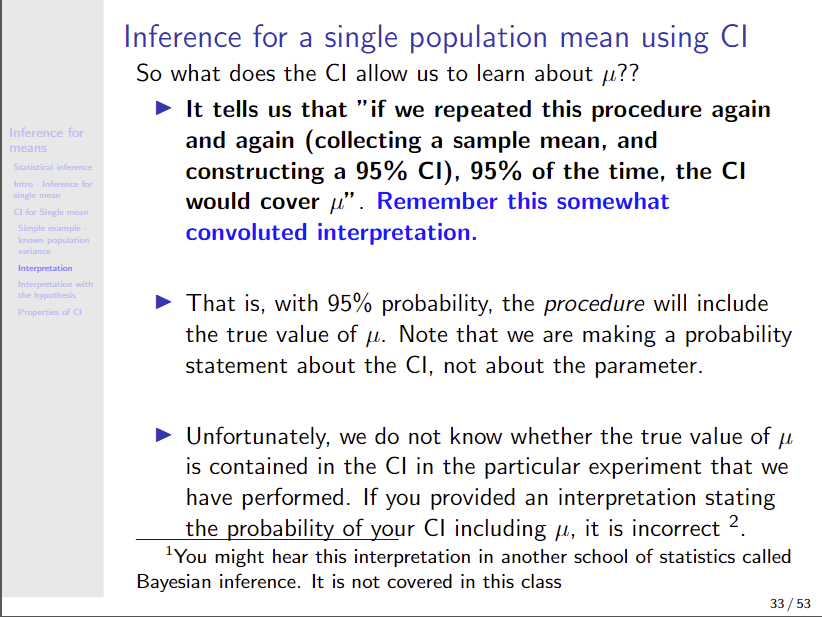 Inference for a single population mean using CI
So what does the CI allow us to learn about μ??
▶ It tells us that ”if we repeated this procedure again
and again (collecting a sample mean, and
constructing a 95% CI), 95% of the time, the CI
would cover μ”. Remember this somewhat
convoluted interpretation.
▶ That is, with 95% probability, the procedure will include
the true value of μ. Note that we are making a probability
statement about the CI, not about the parameter.
▶ Unfortunately, we do not know whether the true value of μ
is contained in the CI in the particular experiment that we
have performed. If you provided an interpretation stating
the probability of your CI including μ, it is incorrect ².
¹You might hear this interpretation in another school of statistics called
Bayesian inference. It is not covered in this class
33 / 53
Inference for
means
Statistical inference
Intro - Inference for
single mean
CI for Single mean
Simple example -
known population
variance
Interpretation
Interpretation with
the hypothesis
Properties of CI